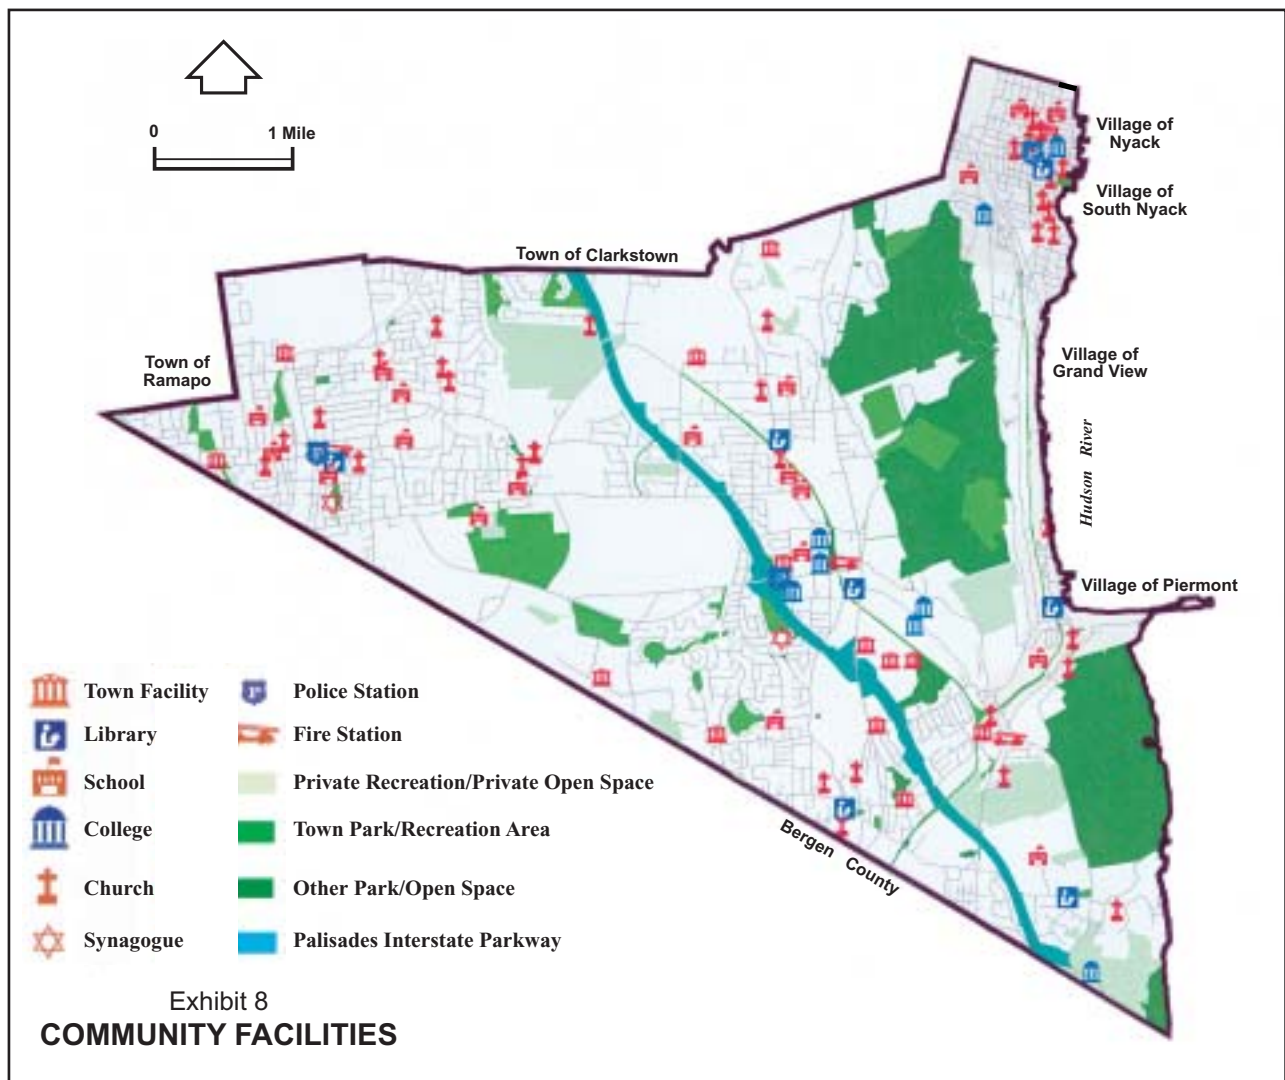 0 1 Mile
Village of
Nyack
Village of
South Nyack
Town of Clarkstown
Town of
Ramapo
Village of
Grand View
Hudson River
Village of Piermont
Bergen County
Town Facility
Library
School
College
Church
Synagogue
Police Station
Fire Station
Private Recreation/Private Open Space
Town Park/Recreation Area
Other Park/Open Space
Palisades Interstate Parkway
Exhibit 8
COMMUNITY FACILITIES